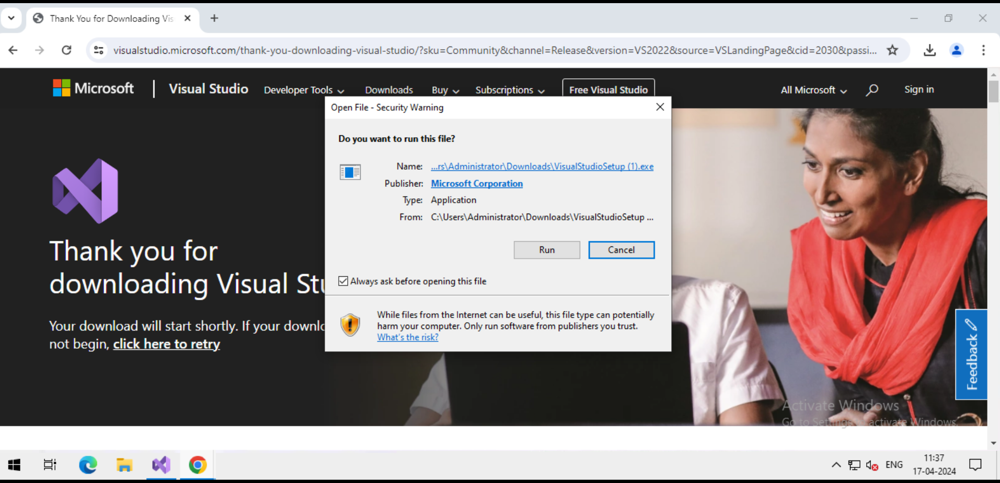 Thank You for Downloading Vis
visualstudio.microsoft.com/thank-you-downloading-visual-studio/?sku=Community&channel=Release&version=VS2022&source=VSLandingPage&cid=2030&passi...
Microsoft | Visual Studio Developer Tools Downloads Buy Subscriptions Free Visual Studio All Microsoft Sign in
Open File - Security Warning
Do you want to run this file?
Name: ...rs\Administrator\Downloads\VisualStudioSetup (1).exe
Publisher: Microsoft Corporation
Type: Application
From: C:\Users\Administrator\Downloads\VisualStudioSetup ...
Run Cancel
Always ask before opening this file
While files from the Internet can be useful, this file type can potentially
harm your computer. Only run software from publishers you trust.
What's the risk?
Thank you for
downloading Visual Stu
Your download will start shortly. If your downlo
not begin, click here to retry
Feedback
Activate Windows
Go to Settings to activate Windows.
ENG
11:37
17-04-2024